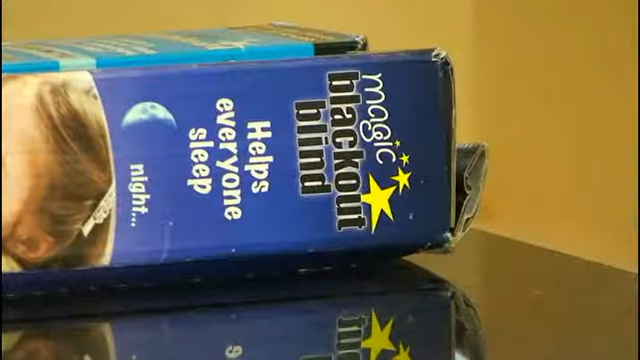 magic
blackout
blind
Helps
everyone
sleep
night...